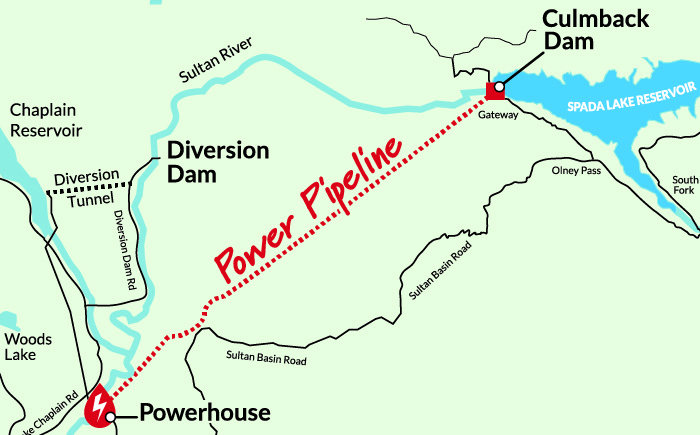 Culmback
Dam
Sultan River
SPADA LAKE RESERVOIR
Chaplain
Reservoir
Gateway
Diversion
Dam
Power Pipeline
Olney Pass
Diversion
Tunnel
South
Fork
Diversion Dam Rd
Sultan Basin Road
Woods
Lake
Sultan Basin Road
Chaplain Rd
Powerhouse